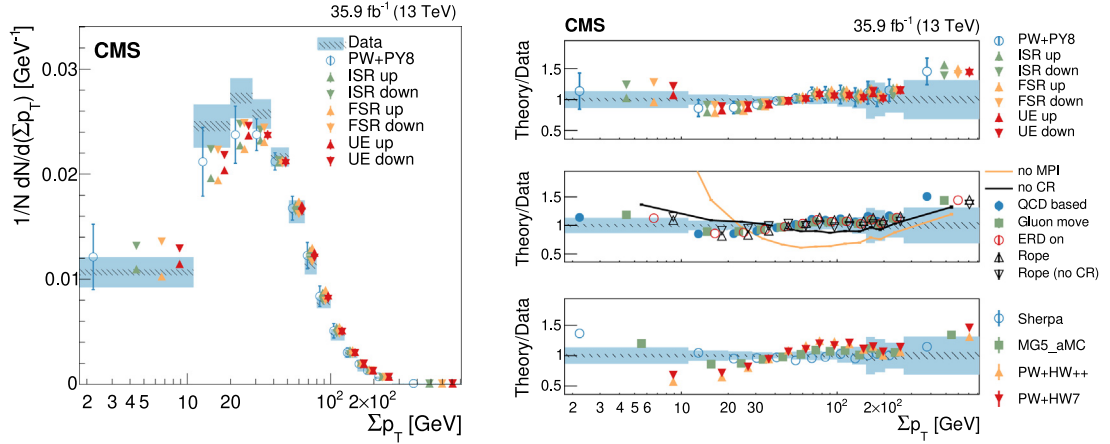 35.9 fb⁻¹ (13 TeV)
CMS
Data
PW+PY8
ISR up
ISR down
FSR up
FSR down
UE up
UE down
1/N dN/d(Σp_T) [GeV⁻¹]
0.03
0.02
0.01
0
2 3 4 5 10 20 10² 2×10²
Σp_T [GeV]
CMS 35.9 fb⁻¹ (13 TeV)
Theory/Data
1.5
1
0.5
PW+PY8
ISR up
ISR down
FSR up
FSR down
UE up
UE down
Theory/Data
1.5
1
0.5
no MPI
no CR
QCD based
Gluon move
ERD on
Rope
Rope (no CR)
Theory/Data
1.5
1
0.5
Sherpa
MG5_aMC
PW+HW++
PW+HW7
2 3 4 5 6 10 20 30 10² 2×10²
Σp_T [GeV]